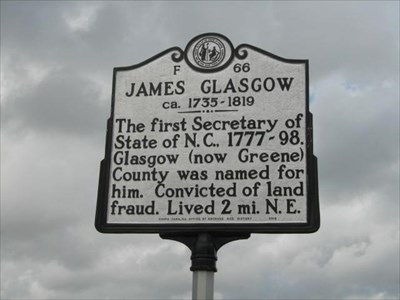 F 66
JAMES GLASGOW
ca. 1735-1819
The first Secretary of
State of N.C., 1777-98.
Glasgow (now Greene)
County was named for
him. Convicted of land
fraud. Lived 2 mi. N.E.